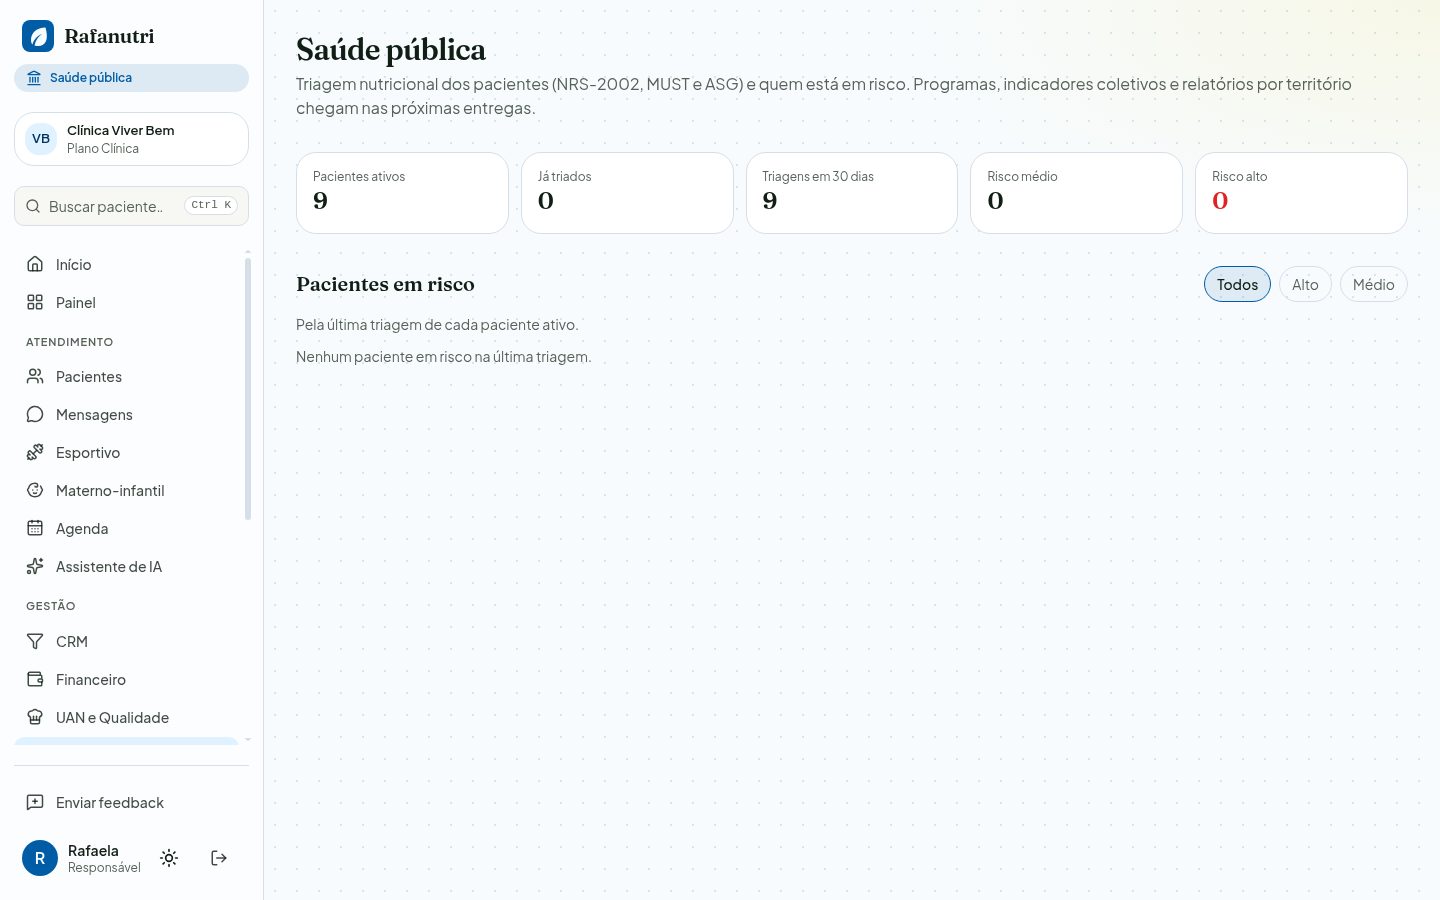 Rafanutri
Saúde pública
VB
Clínica Viver Bem
Plano Clínica
Buscar paciente..
Ctrl K
Início
Painel
ATENDIMENTO
Pacientes
Mensagens
Esportivo
Materno-infantil
Agenda
Assistente de IA
GESTÃO
CRM
Financeiro
UAN e Qualidade
Enviar feedback
R
Rafaela
Responsável
Saúde pública
Triagem nutricional dos pacientes (NRS-2002, MUST e ASG) e quem está em risco. Programas, indicadores coletivos e relatórios por território
chegam nas próximas entregas.
Pacientes ativos
9
Já triados
0
Triagens em 30 dias
9
Risco médio
0
Risco alto
0
Pacientes em risco
Todos
Alto
Médio
Pela última triagem de cada paciente ativo.
Nenhum paciente em risco na última triagem.